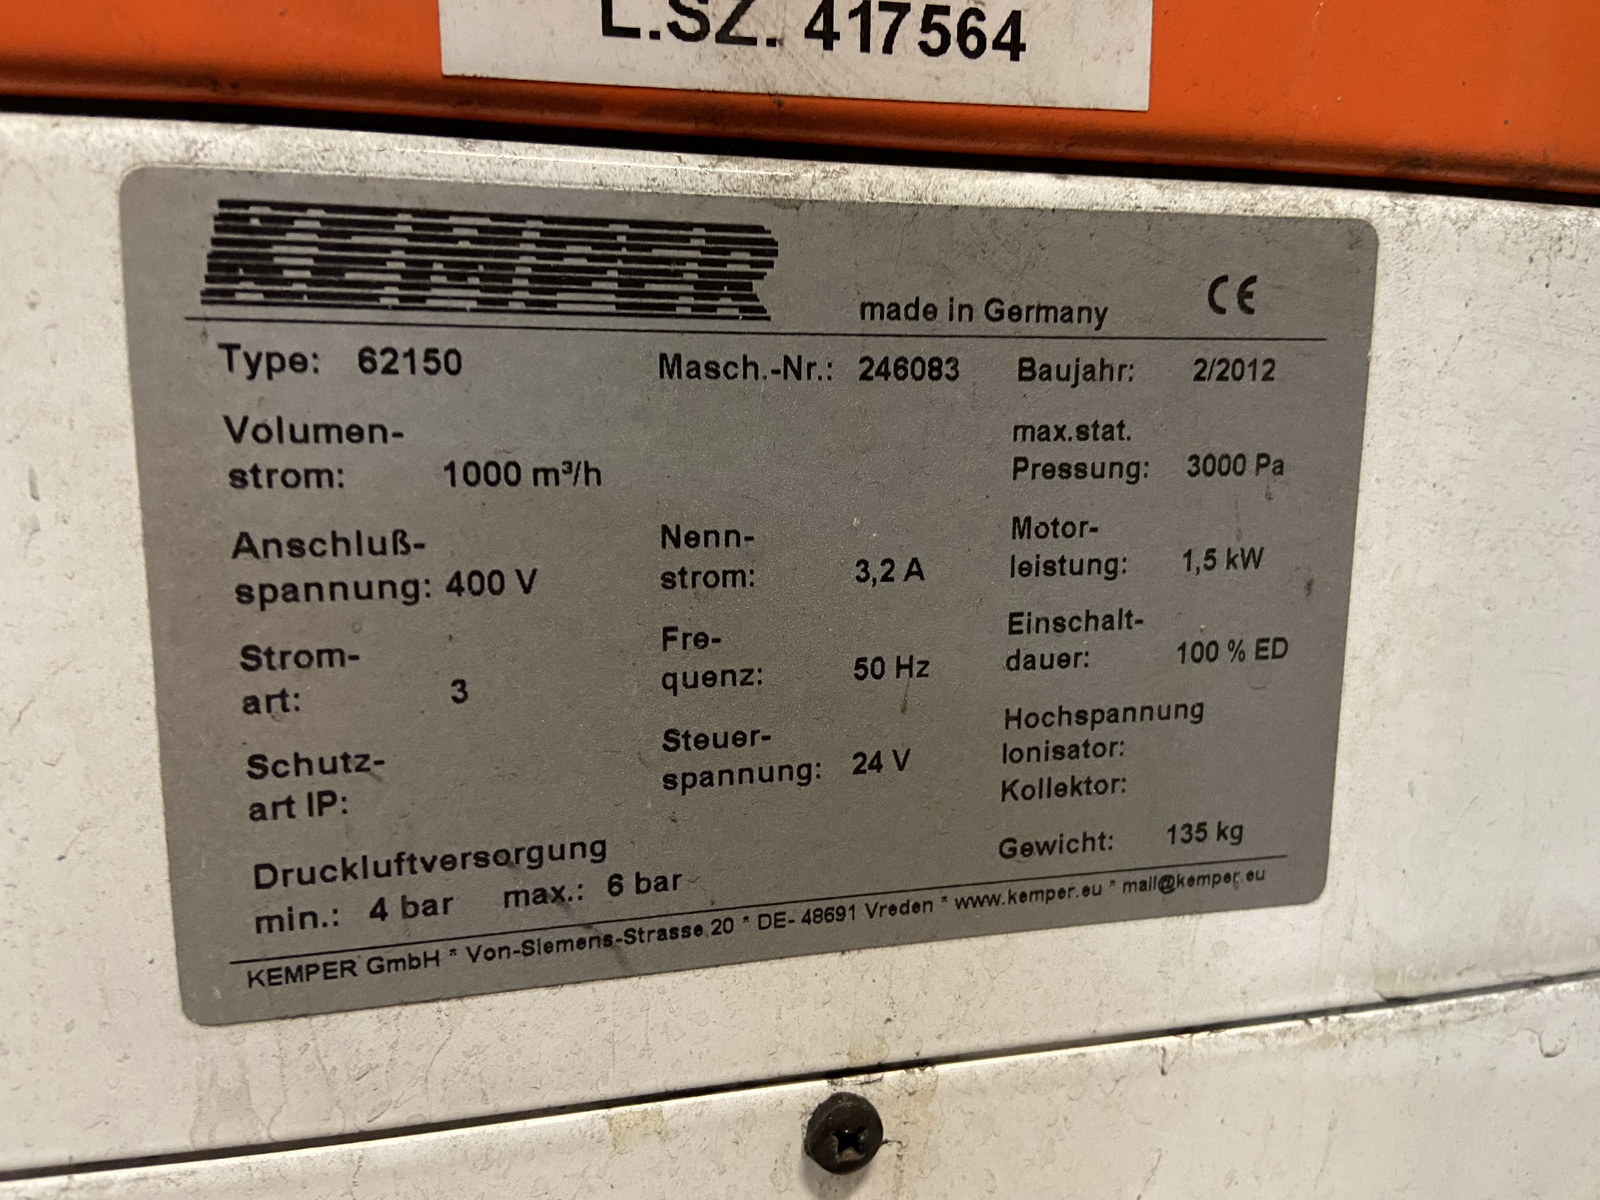 L.SZ. 417564
KEMPER
made in Germany CE
Type: 62150 Masch.-Nr.: 246083 Baujahr: 2/2012
Volumen-
strom: 1000 m³/h
max.stat.
Pressung: 3000 Pa
Anschluß-
spannung: 400 V
Nenn-
strom: 3,2 A
Motor-
leistung: 1,5 kW
Strom-
art: 3
Fre-
quenz: 50 Hz
Einschalt-
dauer: 100 % ED
Schutz-
art IP:
Steuer-
spannung: 24 V
Hochspannung
Ionisator:
Kollektor:
Druckluftversorgung
min.: 4 bar max.: 6 bar
Gewicht: 135 kg
KEMPER GmbH * Von-Siemens-Strasse 20 * DE- 48691 Vreden * www.kemper.eu * mail@kemper.eu